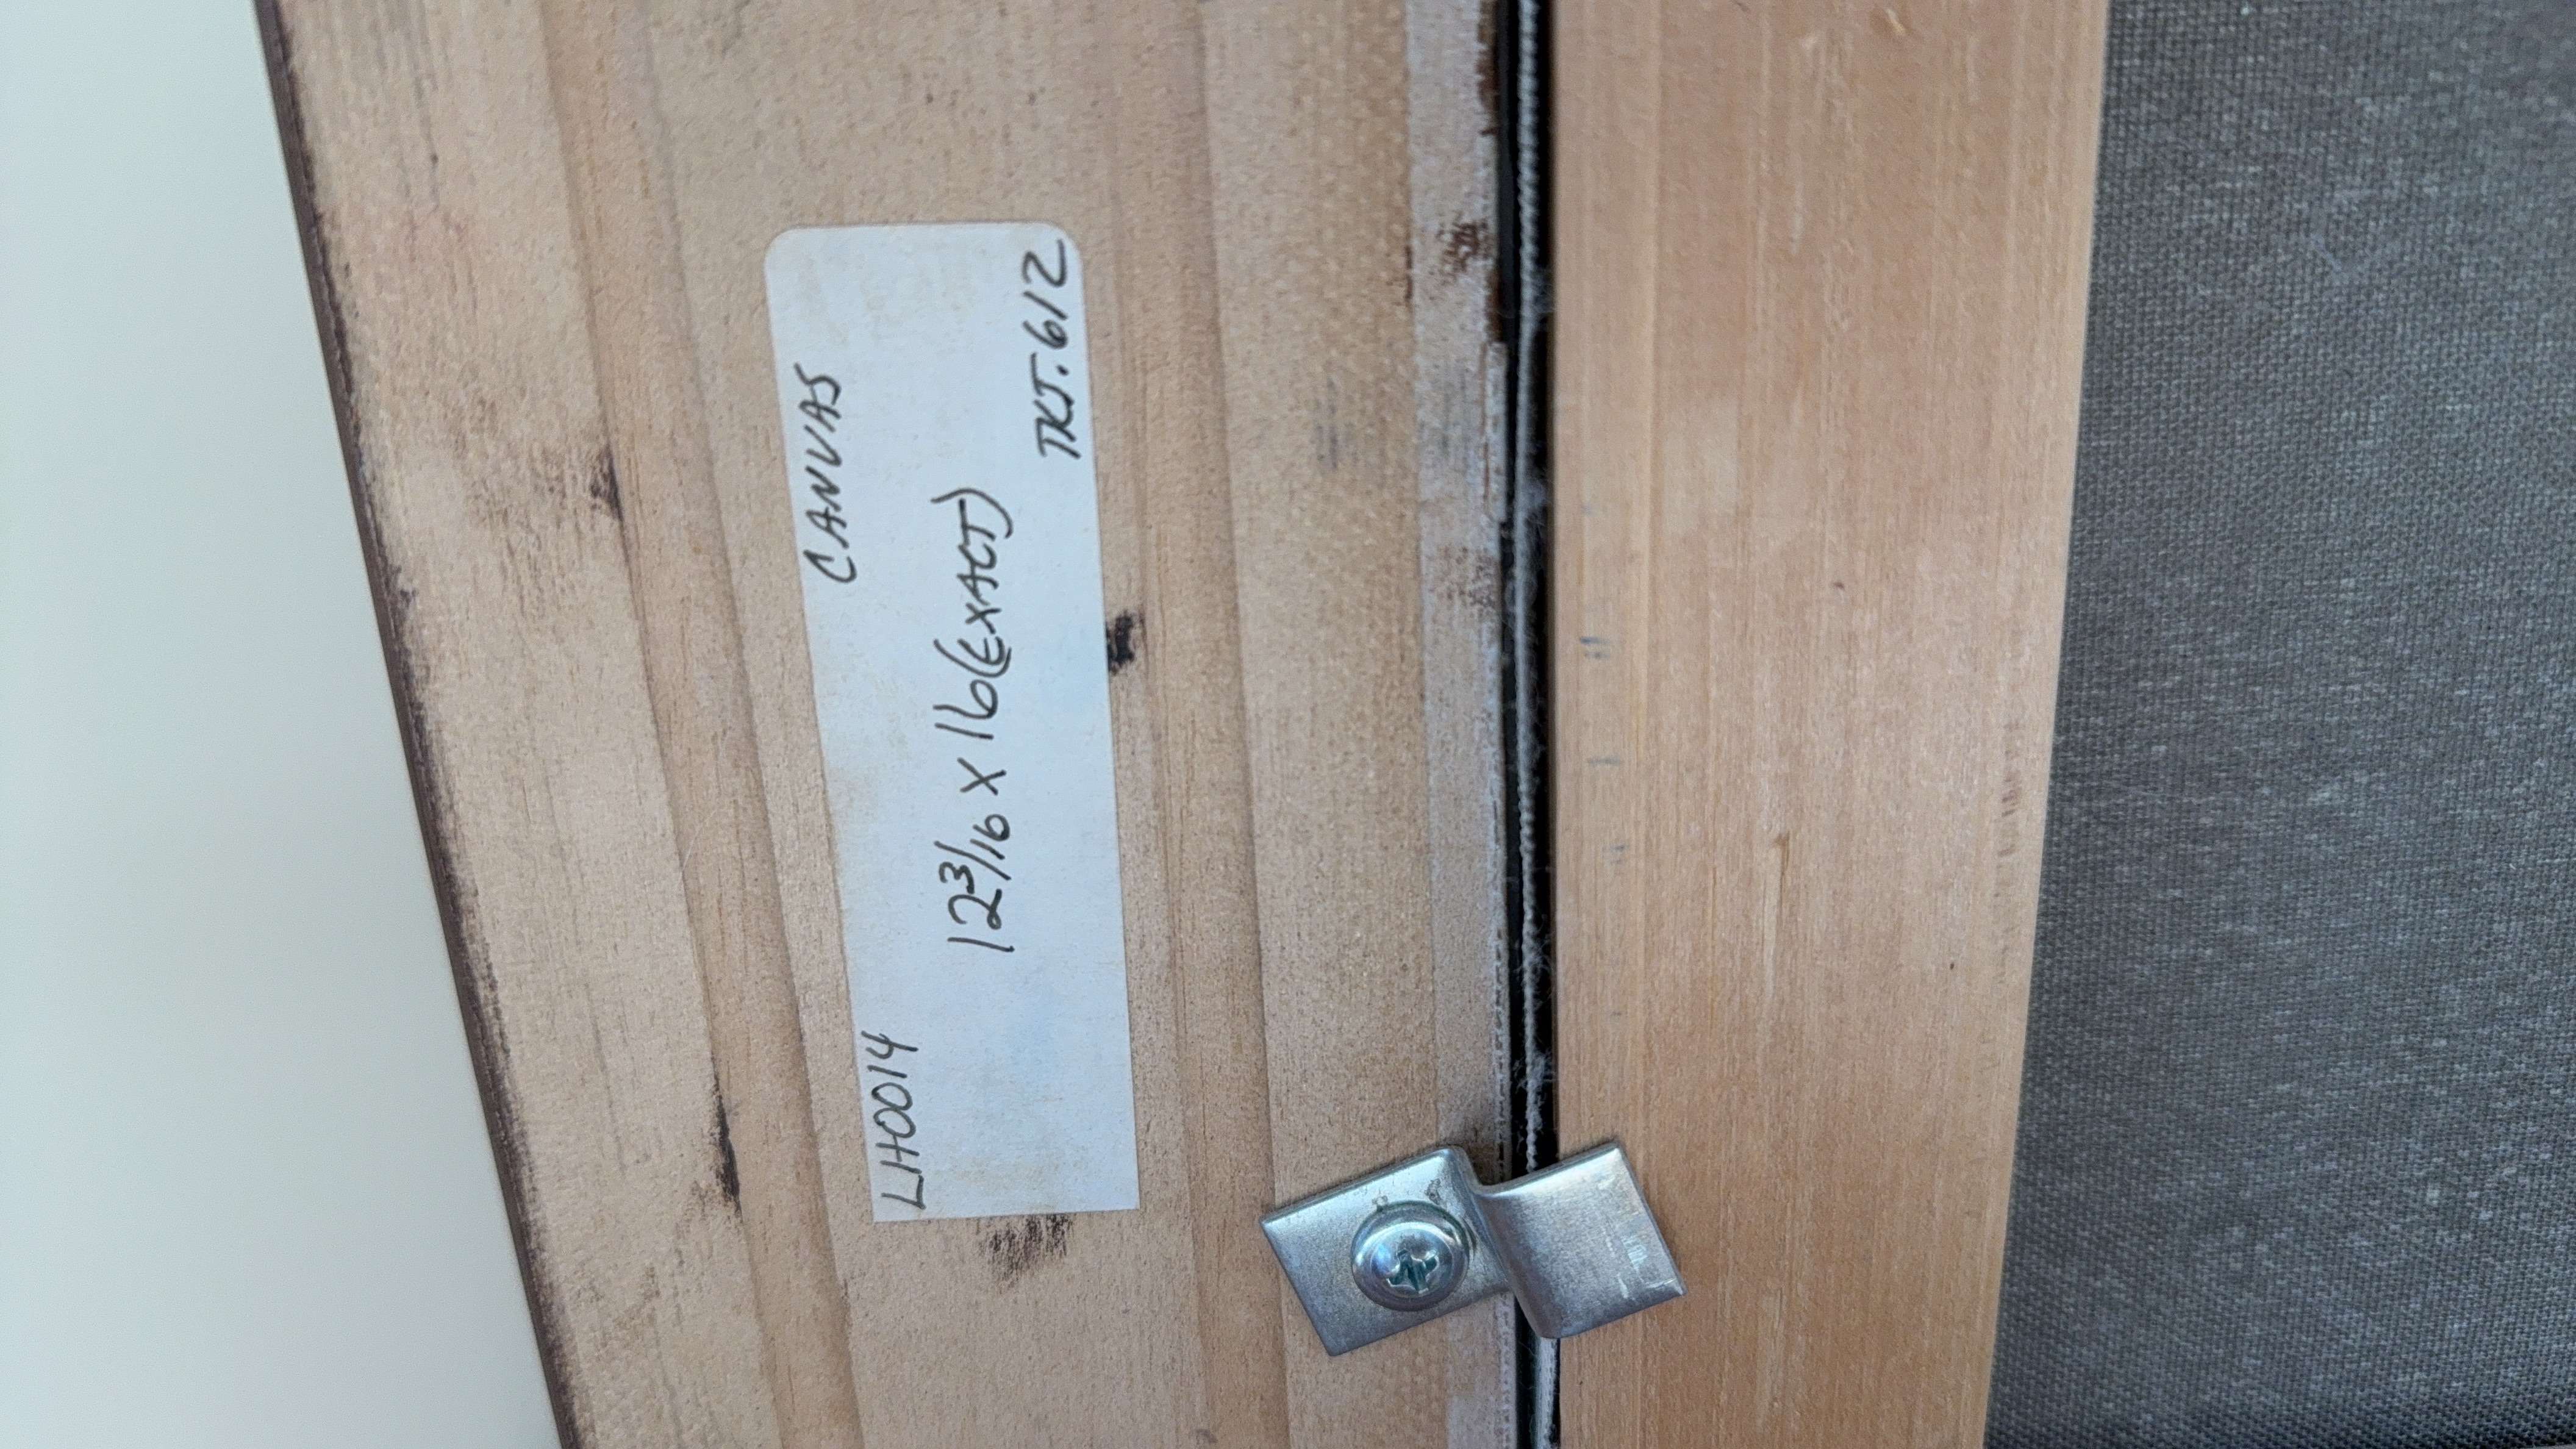 LH0014 CANVAS
12 3/16 X 16 (EXACT)
TKT. 612